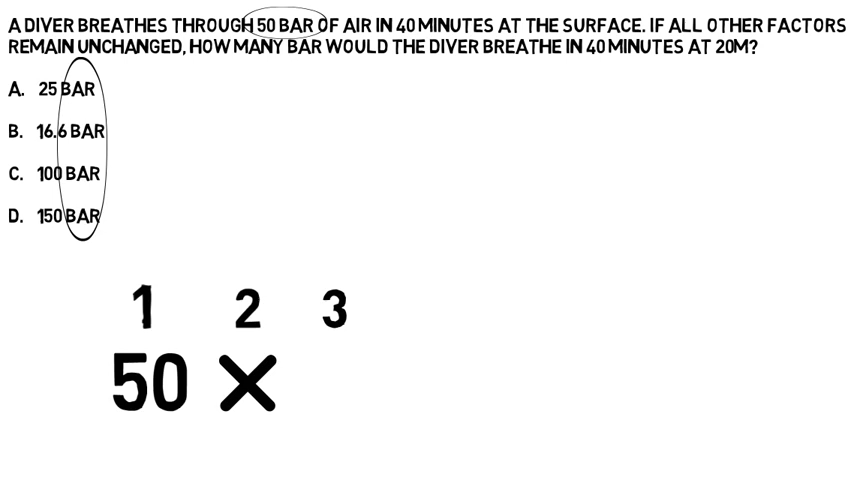 A DIVER BREATHES THROUGH 50 BAR OF AIR IN 40 MINUTES AT THE SURFACE. IF ALL OTHER FACTORS
REMAIN UNCHANGED, HOW MANY BAR WOULD THE DIVER BREATHE IN 40 MINUTES AT 20M?
A. 25 BAR
B. 16.6 BAR
C. 100 BAR
D. 150 BAR
1 2 3
50 X